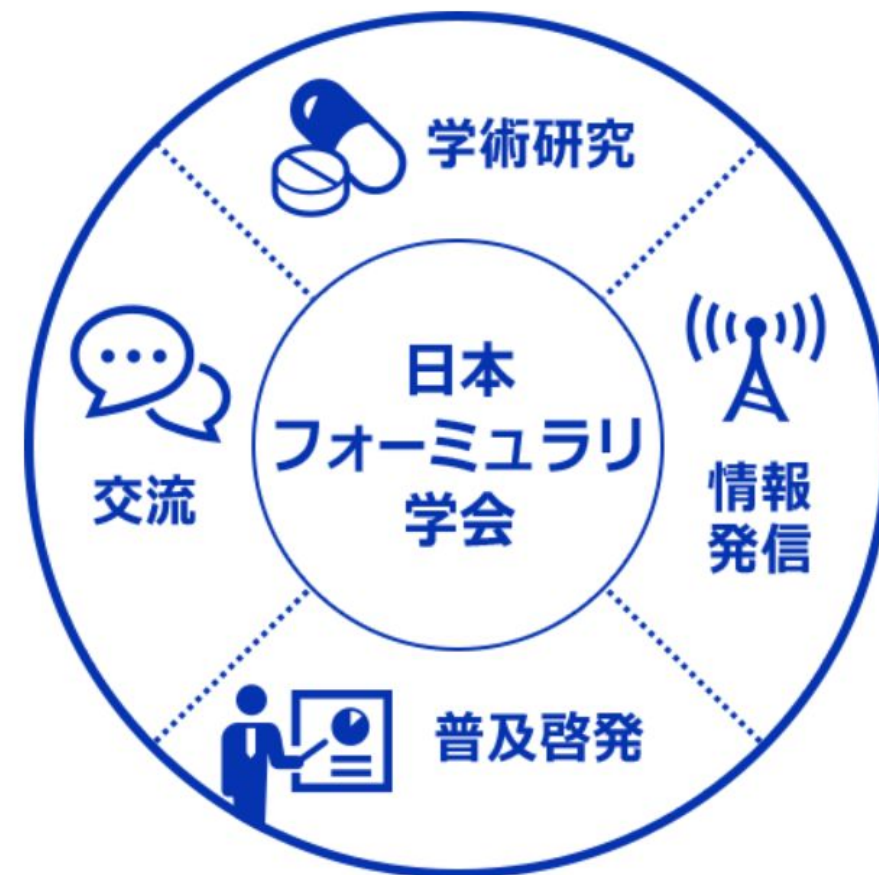 学術研究
日本
フォーミュラリ
学会
交流
情報
発信
普及啓発